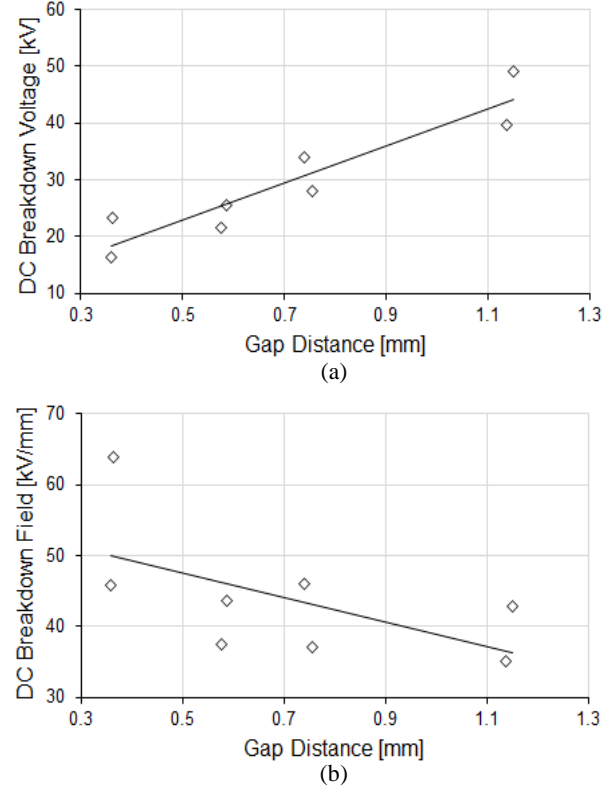 60
50
40
30
20
10
DC Breakdown Voltage [kV]
0.3 0.5 0.7 0.9 1.1 1.3
Gap Distance [mm]
(a)
70
60
50
40
30
DC Breakdown Field [kV/mm]
0.3 0.5 0.7 0.9 1.1 1.3
Gap Distance [mm]
(b)